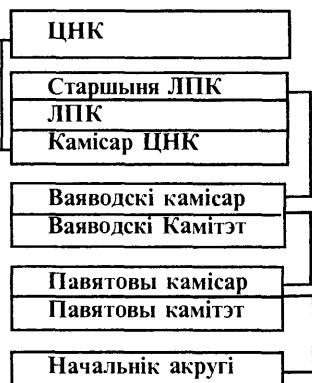 ЦНК
Старшыня ЛПК
ЛПК
Камісар ЦНК
Ваяводскі камісар
Ваяводскі Камітэт
Павятовы камісар
Павятовы камітэт
Начальнік акругі